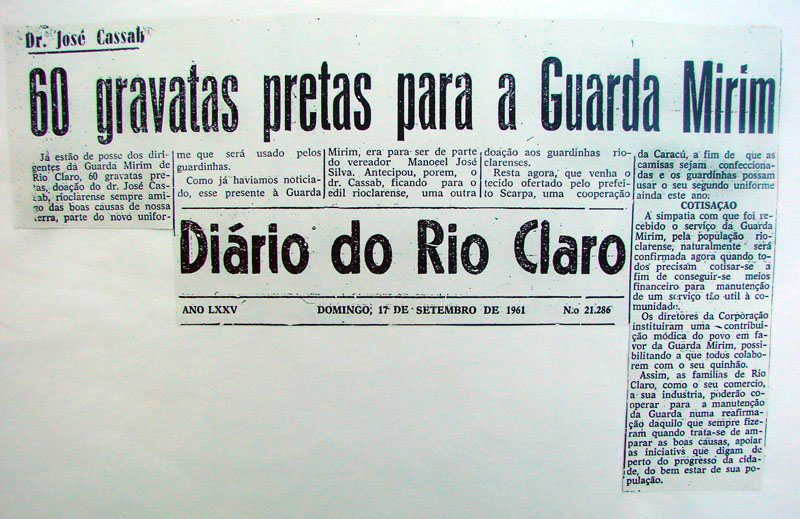 Dr. José Cassab
60 gravatas pretas para a Guarda Mirim
Já estão de posse dos diri-
gentes da Guarda Mirim de
Rio Claro, 60 gravatas pre-
tas, doação do dr. José Cas-
sab, rioclarense sempre ami-
go das boas causas de nossa
terra, parte do novo unifor-
me que será usado pelos
guardinhas.
Como já haviamos noticia-
do, esse presente à Guarda
Mirim, era para ser de parte
do vereador Manoeel José
Silva. Antecipou, porem, o
dr. Cassab, ficando para o
edil rioclarense, uma outra
doação aos guardinhas rio-
clarenses.
Resta agora, que venha o
tecido ofertado pelo prefei-
to Scarpa, uma cooperação
da Caracú, a fim de que as
camisas sejam confecciona-
das e os guardinhas possam
usar o seu segundo uniforme
ainda este ano:
COTISAÇÃO
A simpatia com que foi re-
cebido o serviço da Guarda
Mirim, pela população rio-
clarense, naturalmente será
confirmada agora quando to-
dos precisam cotisar-se a
fim de conseguir-se meios
financeiro para manutenção
de um serviço tão util à co-
munidade.
Os diretores da Corporação
instituiram uma contribui-
ção módica do povo em fa-
vor da Guarda Mirim, possi-
bilitando a que todos colabo-
rem com o seu quinhão.
Assim, as familias de Rio
Claro, como o seu comercio,
a sua industria, poderão co-
operar para a manutenção
da Guarda numa reafirma-
ção daquilo que sempre fize-
ram quando trata-se de am-
parar as boas causas, apoiar
as iniciativs que digam de
perto do progresso da cida-
de, do bem estar de sua po-
pulação.
Diário do Rio Claro
ANO LXXV DOMINGO, 17 DE SETEMBRO DE 1961 N.o 21.286